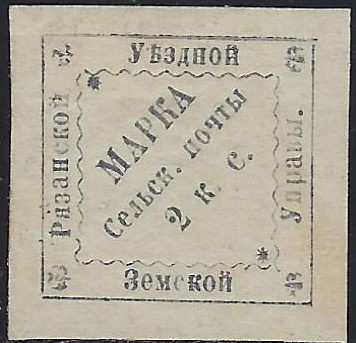 Рязанской
Уѣздной
Земской
Управы.
МАРКА
Сельск. почты
2 к. с.